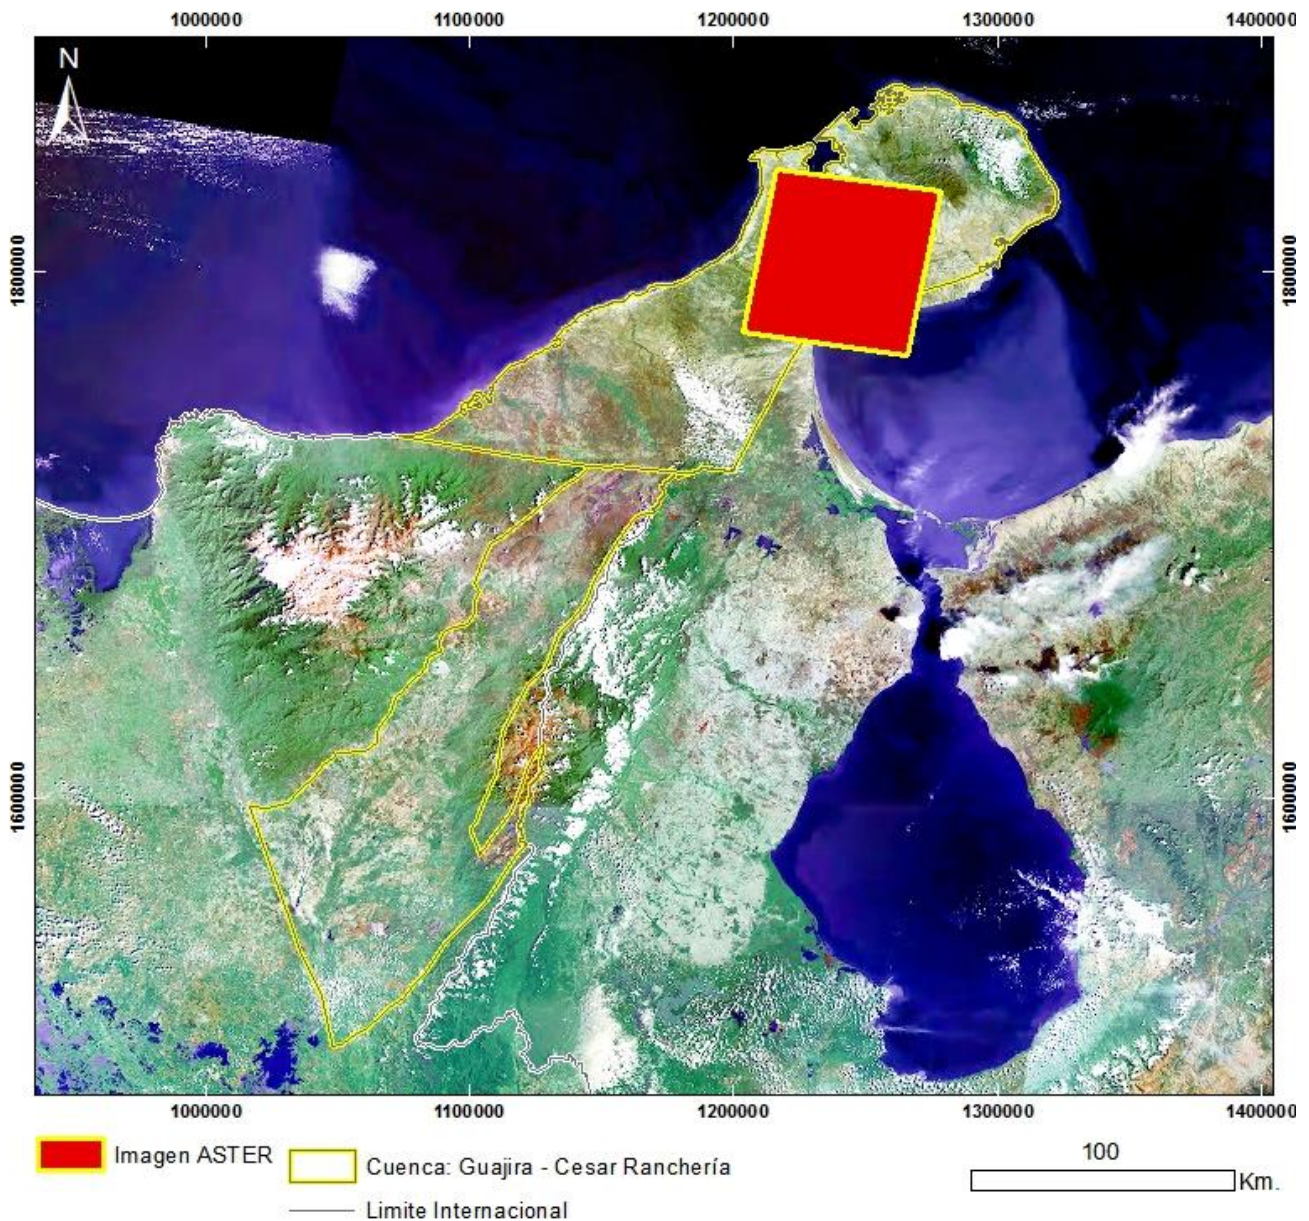 1000000 1100000 1200000 1300000 1400000
N
1800000 1800000
1600000 1600000
1000000 1100000 1200000 1300000 1400000
Imagen ASTER
Cuenca: Guajira - Cesar Ranchería
Limite Internacional
100
Km.